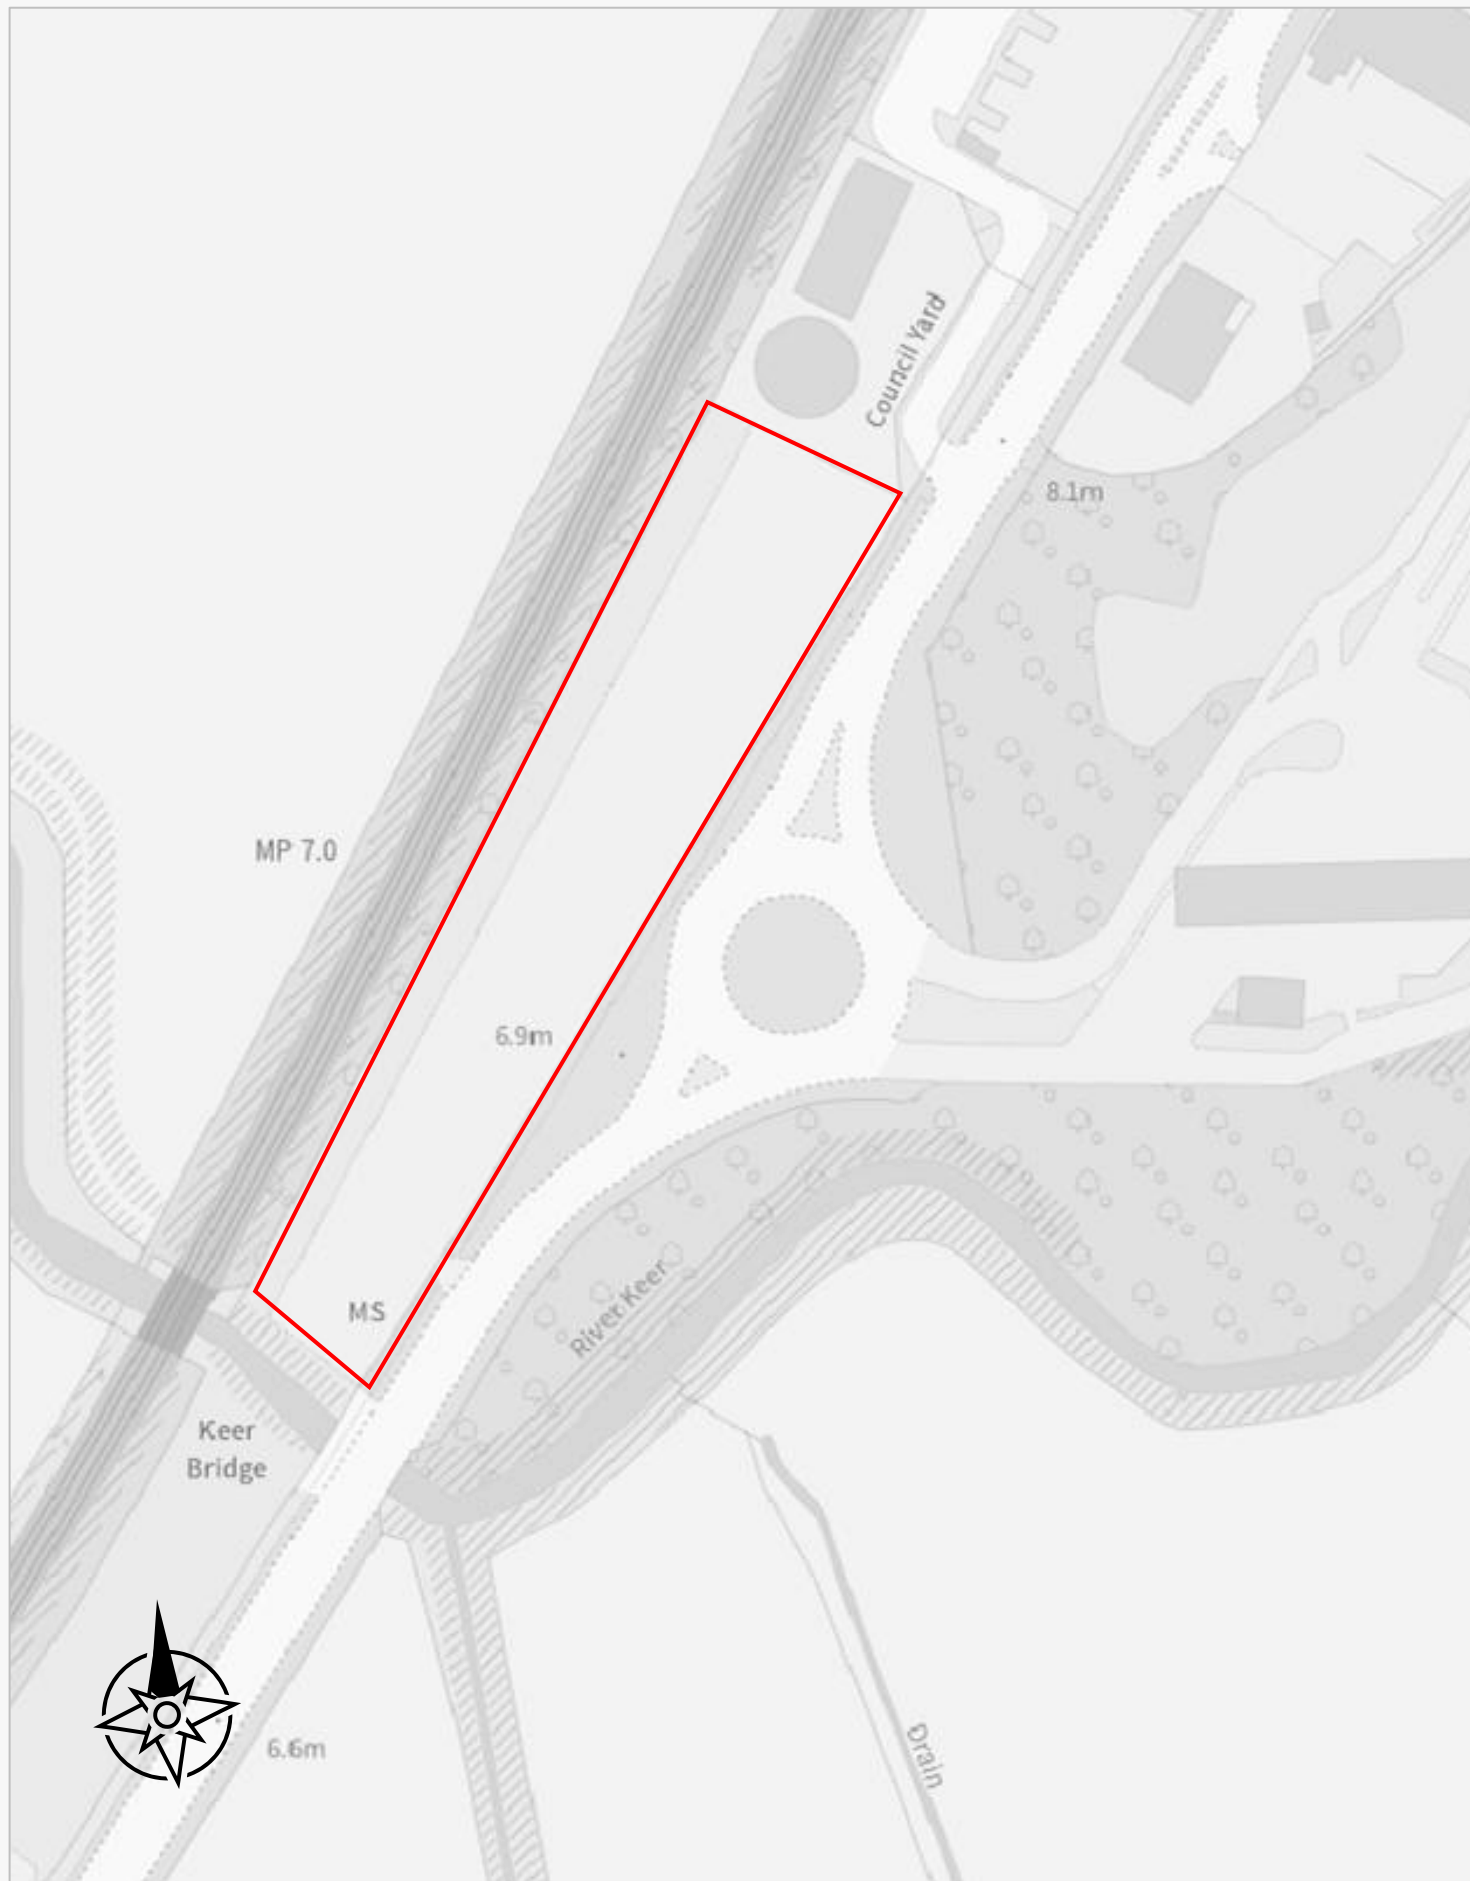 Council Yard
8.1m
MP 7.0
6.9m
MS
River Keer
Keer
Bridge
6.6m
Drain